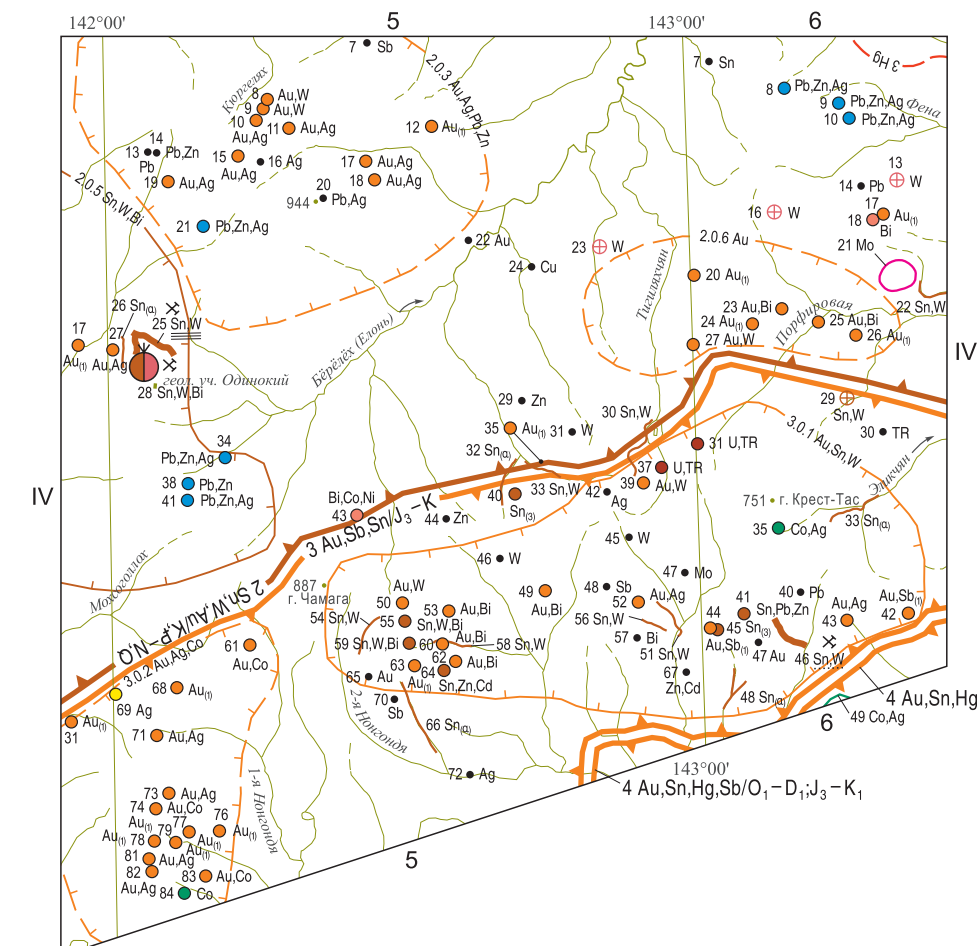 142°00'
5
143°00'
6
7 Sb
2.0.3 Au,Ag,Pb,Zn
7 Sn
3 Hg
Кюргелях
8 Au,W
9 Au,W
10 Au,Ag
11 Au,Ag
12 Au(1)
8 Pb,Zn,Ag
9 Pb,Zn,Ag
10 Pb,Zn,Ag
Фена
13 Pb
14 Pb,Zn
15 Au,Ag
16 Ag
17 Au,Ag
18 Au,Ag
19 Au,Ag
20 Pb,Ag
944
13 W
14 Pb
2.0.5 Sn,W,Bi
21 Pb,Zn,Ag
16 W
17 Au(1)
18 Bi
22 Au
23 W
2.0.6 Au
21 Mo
24 Cu
20 Au(1)
22 Sn,W
Тигиляхчян
26 Sn(α)
25 Sn,W
Бёрёлёх (Елонь)
23 Au,Bi
24 Au(1)
Порфировая
25 Au,Bi
26 Au(1)
27 Au,W
17 Au(1)
27 Au,Ag
геол. уч. Одинокий
28 Sn,W,Bi
IV
29 Zn
30 Sn,W
29 Sn,W
35 Au(1)
31 W
32 Sn(α)
31 U,TR
30 TR
3.0.1 Au,Sn,W
34 Pb,Zn,Ag
37 U,TR
38 Pb,Zn
41 Pb,Zn,Ag
IV
33 Sn,W
39 Au,W
40 Sn(3)
42 Ag
Эликчян
751 г. Крест-Тас
33 Sn(α)
Bi,Co,Ni
43
44 Zn
35 Co,Ag
3 Au,Sb,Sn/J3–K
45 W
46 W
47 Mo
Мохсоголлах
887
г. Чамага
2 Sn,W,Au/K,P–N,Q
48 Sb
49 Au,Bi
40 Pb
Au,W
50
53 Au,Bi
52 Au
41 Sn,Pb,Zn
Au,Ag
43
Au,Sb(1)
42
54 Sn,W
55 Sn,W,Bi
56 Sn,W
44 Au,Sb(1)
45 Sn(3)
57 Bi
47 Au
46 Sn,W
59 Sn,W,Bi
60 Au,Bi
58 Sn,W
51 Sn,W
3.0.2 Au,Ag,Co
61 Au,Co
62 Au,Bi
63 Au(1)
64 Sn,Zn,Cd
65 Au
67 Zn,Cd
68 Au(1)
69 Ag
70 Sb
48 Sn(α)
4 Au,Sn,Hg
49 Co,Ag
6
31 Au(1)
71 Au,Ag
2-я Нонгондя
66 Sn(α)
72 Ag
143°00'
4 Au,Sn,Hg,Sb/O1–D1;J3–K1
1-я Нонгондя
73 Au,Ag
74 Au,Co
Au(1)
76 Au(1)
77 Au(1)
Au(1) 78
79
81 Au,Ag
82 Au,Ag
83 Au,Co
84 Co
5